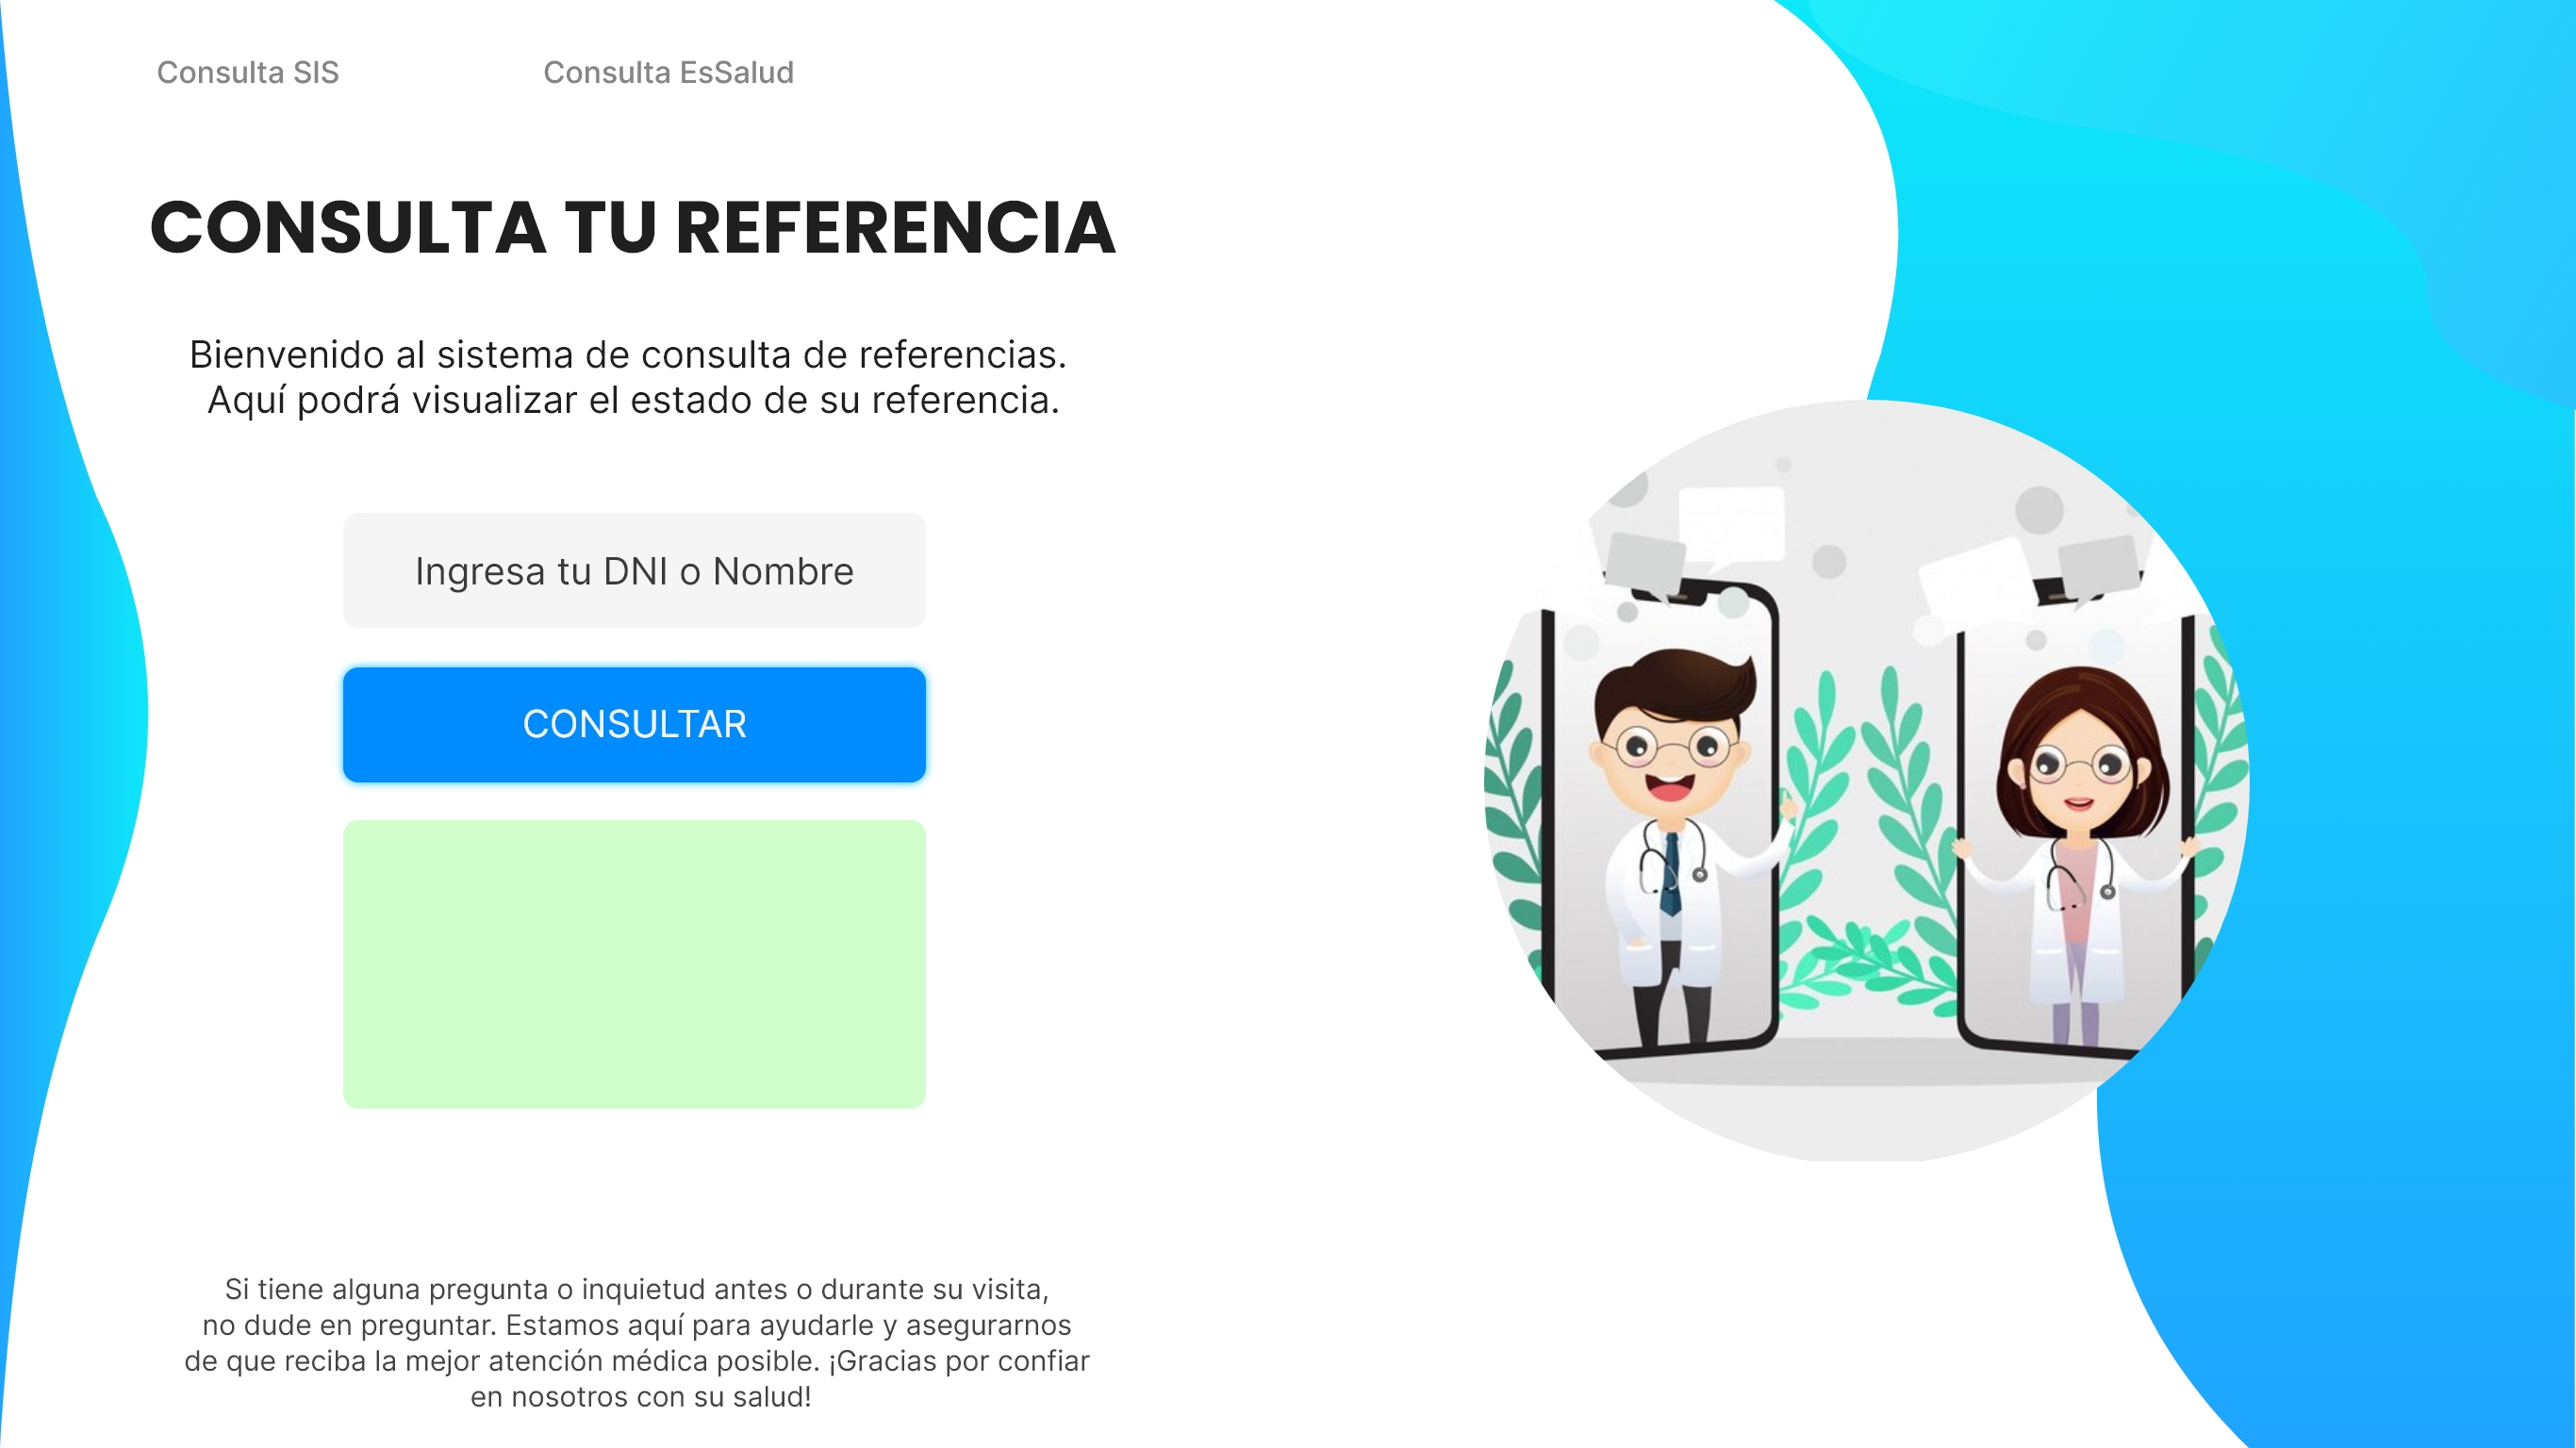 Consulta SIS
Consulta EsSalud
CONSULTA TU REFERENCIA
Bienvenido al sistema de consulta de referencias.
Aquí podrá visualizar el estado de su referencia.
Ingresa tu DNI o Nombre
CONSULTAR
Si tiene alguna pregunta o inquietud antes o durante su visita,
no dude en preguntar. Estamos aquí para ayudarle y asegurarnos
de que reciba la mejor atención médica posible. ¡Gracias por confiar
en nosotros con su salud!